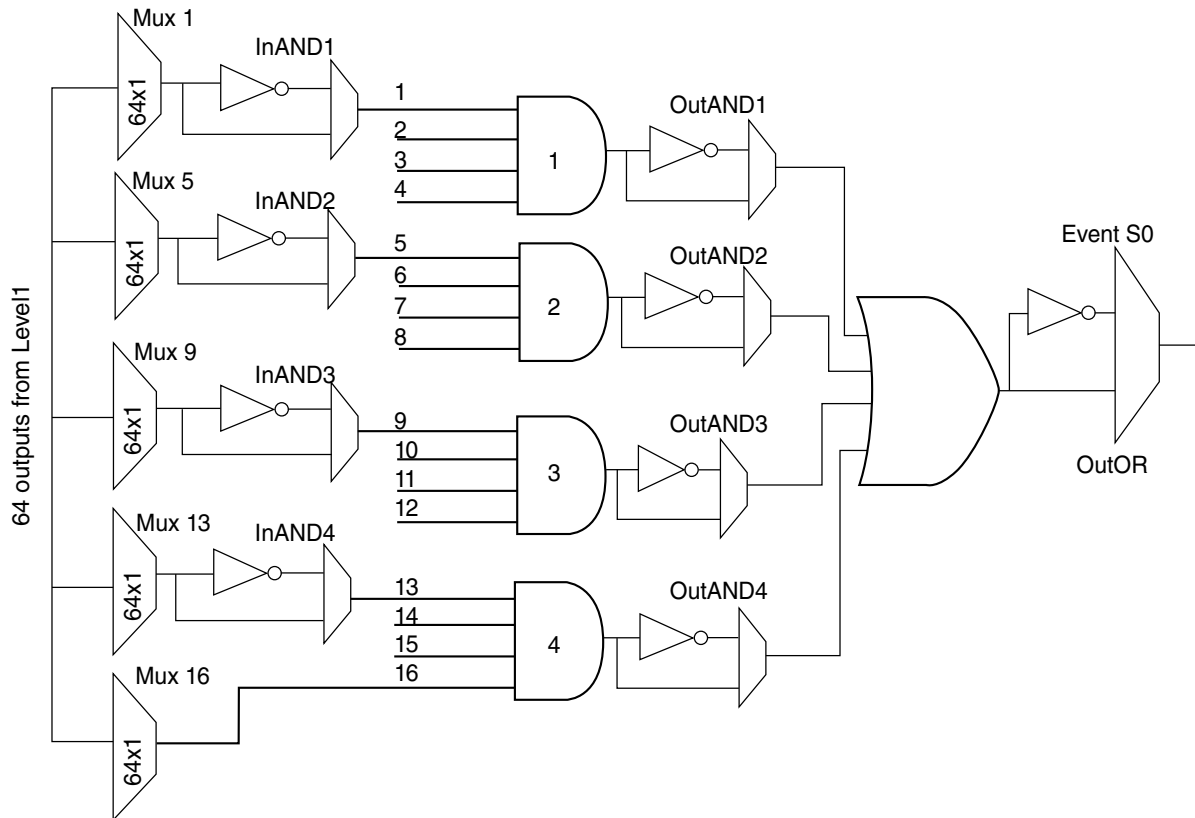 64 outputs from Level1
Mux 1
64x1
InAND1
1
2
3
4
1
OutAND1
Mux 5
64x1
InAND2
5
6
7
8
2
OutAND2
Mux 9
64x1
InAND3
9
10
11
12
3
OutAND3
Mux 13
64x1
InAND4
13
14
15
16
4
OutAND4
Mux 16
64x1
Event S0
OutOR